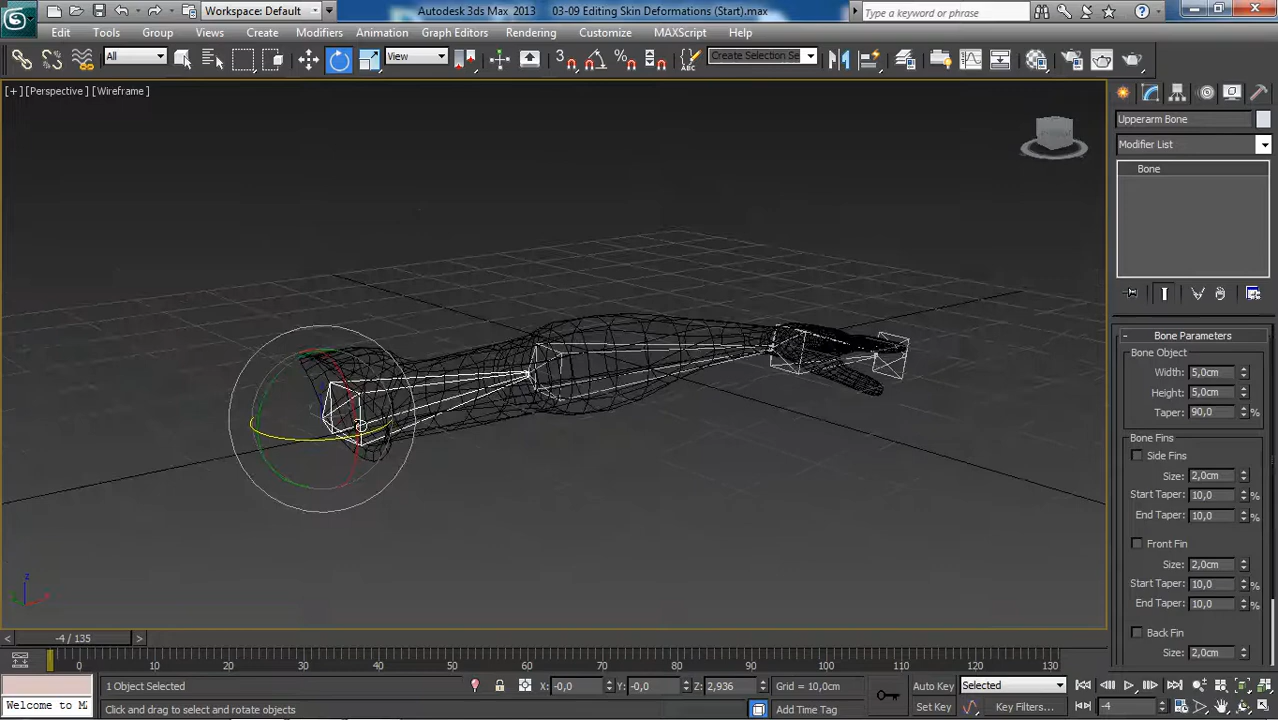 Workspace: Default
Autodesk 3ds Max 2013 03-09 Editing Skin Deformations (Start).max
Type a keyword or phrase
Edit Tools Group Views Create Modifiers Animation Graph Editors Rendering Customize MAXScript Help
All View 3 Create Selection Se
[+] [Perspective] [Wireframe]
Upperarm Bone
Modifier List
Bone
- Bone Parameters
Bone Object
Width: 5,0cm
Height: 5,0cm
Taper: 90,0 %
Bone Fins
Side Fins
Size: 2,0cm
Start Taper: 10,0 %
End Taper: 10,0 %
Front Fin
Size: 2,0cm
Start Taper: 10,0 %
End Taper: 10,0 %
Back Fin
Size: 2,0cm
z
x
< -4 / 135 >
0 10 20 30 40 50 60 70 80 90 100 110 120 130
1 Object Selected X: -0,0 Y: -0,0 Z: 2,936 Grid = 10,0cm Auto Key Selected
Welcome to MA Click and drag to select and rotate objects Add Time Tag Set Key Key Filters... -4